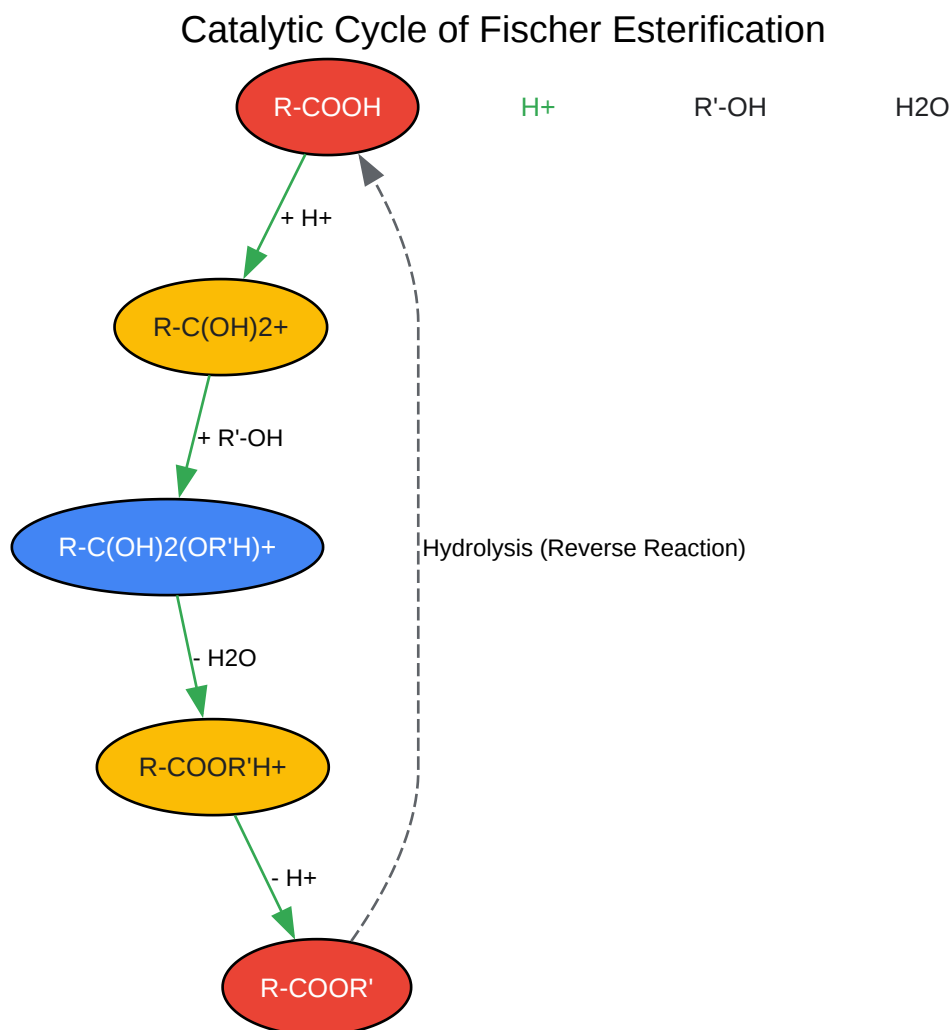 Catalytic Cycle of Fischer Esterification
R-COOH
H+
R'-OH
H2O
+ H+
R-C(OH)2+
+ R'-OH
R-C(OH)2(OR'H)+
Hydrolysis (Reverse Reaction)
- H2O
R-COOR'H+
- H+
R-COOR'